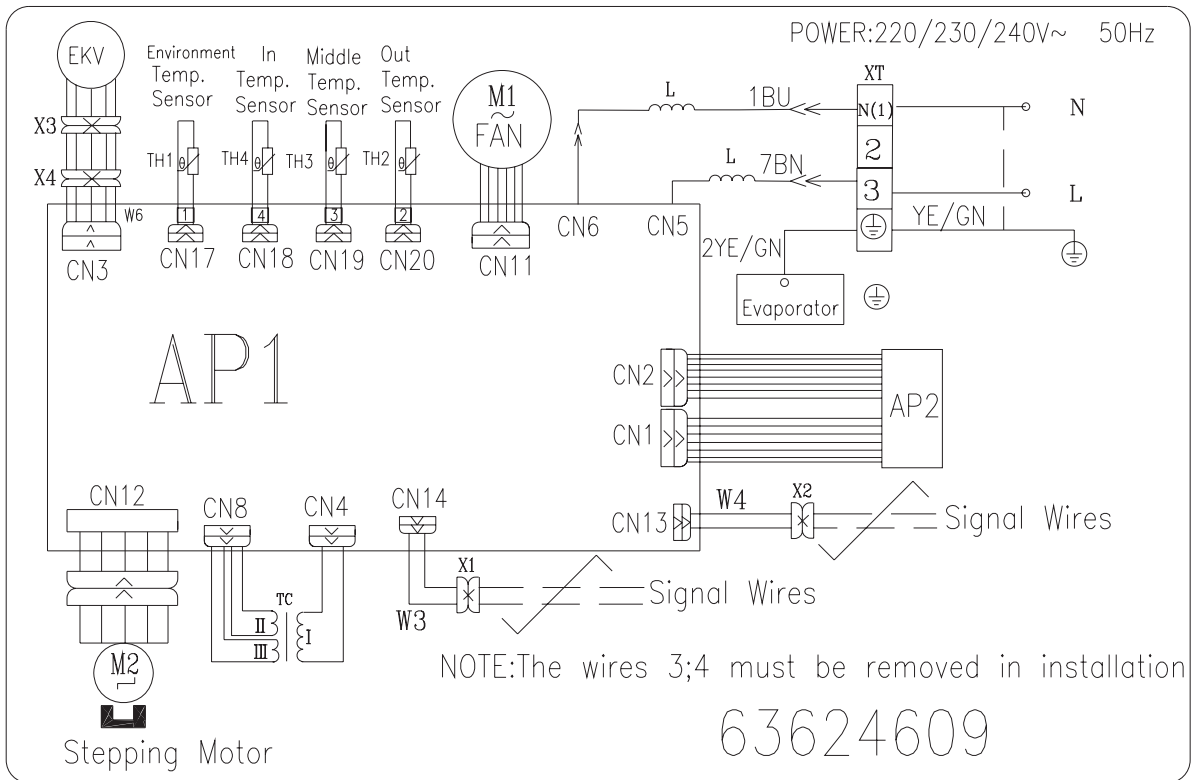 POWER:220/230/240V~ 50Hz
EKV
Environment
Temp.
Sensor
In
Temp.
Sensor
Middle
Temp.
Sensor
Out
Temp.
Sensor
M1
~
FAN
XT
L
1BU
N(1)
N
2
L
7BN
3
L
YE/GN
2YE/GN
Evaporator
X3
X4
TH1
θ
TH4
θ
TH3
θ
TH2
θ
W6
1
4
3
2
CN3
CN17
CN18
CN19
CN20
CN11
CN6
CN5
AP1
CN2
CN1
AP2
CN12
CN8
CN4
CN14
CN13
W4
X2
Signal Wires
TC
II
III
I
X1
W3
Signal Wires
M2
Stepping Motor
NOTE:The wires 3;4 must be removed in installation
63624609